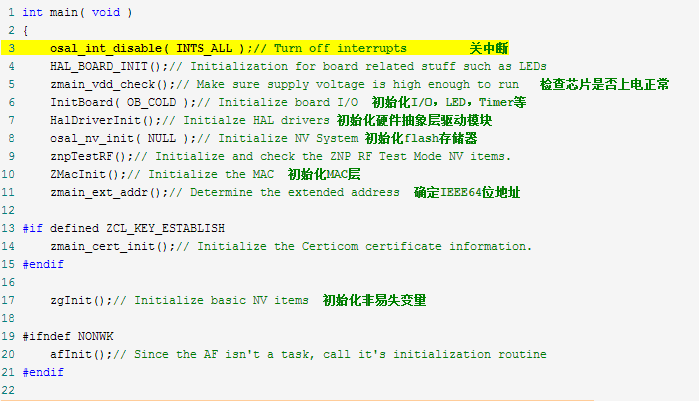 1 int main( void )
2 {
3 osal_int_disable( INTS_ALL );// Turn off interrupts 关中断
4 HAL_BOARD_INIT();// Initialization for board related stuff such as LEDs
5 zmain_vdd_check();// Make sure supply voltage is high enough to run 检查芯片是否上电正常
6 InitBoard( OB_COLD );// Initialize board I/O 初始化I/O，LED，Timer等
7 HalDriverInit();// Initialze HAL drivers 初始化硬件抽象层驱动模块
8 osal_nv_init( NULL );// Initialize NV System 初始化flash存储器
9 znpTestRF();// Initialize and check the ZNP RF Test Mode NV items.
10 ZMacInit();// Initialize the MAC 初始化MAC层
11 zmain_ext_addr();// Determine the extended address 确定IEEE64位地址
12
13 #if defined ZCL_KEY_ESTABLISH
14 zmain_cert_init();// Initialize the Certicom certificate information.
15 #endif
16
17 zgInit();// Initialize basic NV items 初始化非易失变量
18
19 #ifndef NONWK
20 afInit();// Since the AF isn't a task, call it's initialization routine
21 #endif
22